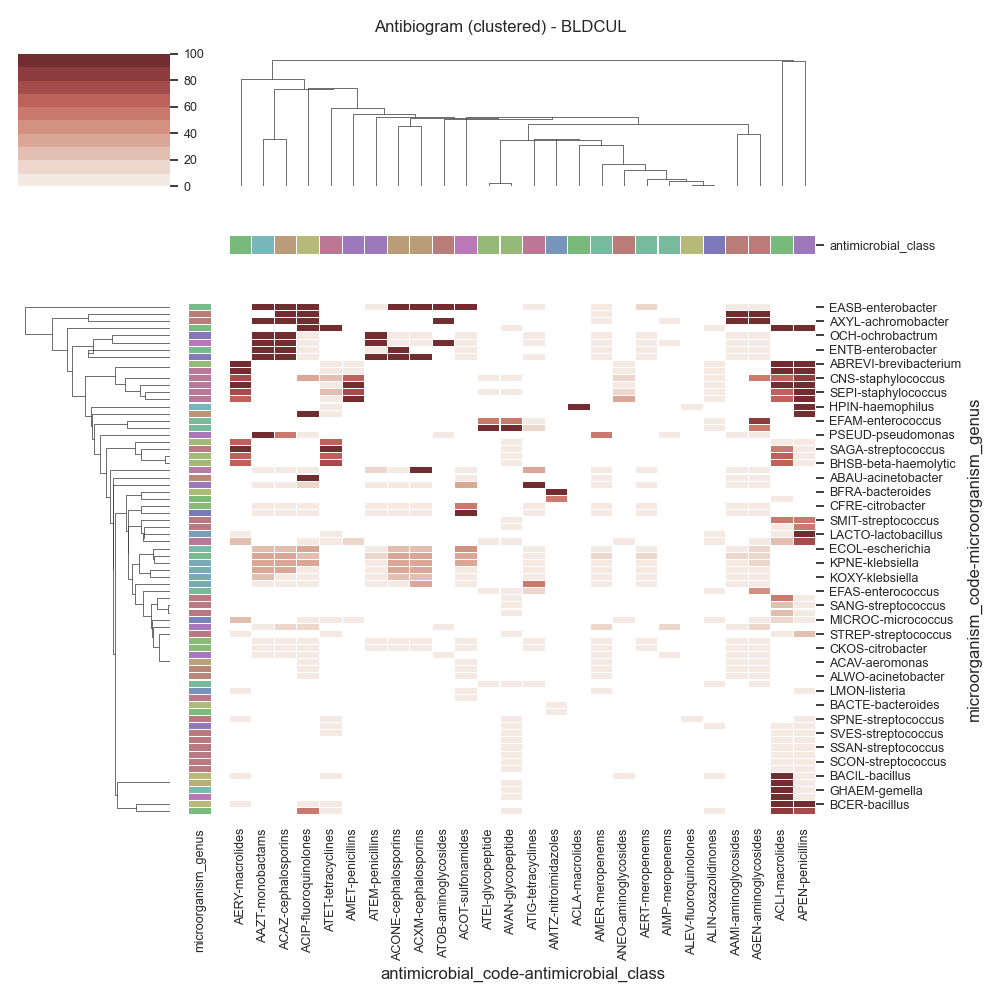 Antibiogram (clustered) - BLDCUL
100
80
60
40
20
0
antimicrobial_class
EASB-enterobacter
AXYL-achromobacter
OCH-ochrobactrum
ENTB-enterobacter
ABREVI-brevibacterium
CNS-staphylococcus
SEPI-staphylococcus
HPIN-haemophilus
EFAM-enterococcus
PSEUD-pseudomonas
SAGA-streptococcus
BHSB-beta-haemolytic
ABAU-acinetobacter
BFRA-bacteroides
CFRE-citrobacter
SMIT-streptococcus
LACTO-lactobacillus
ECOL-escherichia
KPNE-klebsiella
KOXY-klebsiella
EFAS-enterococcus
SANG-streptococcus
MICROC-micrococcus
STREP-streptococcus
CKOS-citrobacter
ACAV-aeromonas
ALWO-acinetobacter
LMON-listeria
BACTE-bacteroides
SPNE-streptococcus
SVES-streptococcus
SSAN-streptococcus
SCON-streptococcus
BACIL-bacillus
GHAEM-gemella
BCER-bacillus
microorganism_code-microorganism_genus
microorganism_genus
AERY-macrolides
AAZT-monobactams
ACAZ-cephalosporins
ACIP-fluoroquinolones
ATET-tetracyclines
AMET-penicillins
ATEM-penicillins
ACONE-cephalosporins
ACXM-cephalosporins
ATOB-aminoglycosides
ACOT-sulfonamides
ATEI-glycopeptide
AVAN-glycopeptide
ATIG-tetracyclines
AMTZ-nitroimidazoles
ACLA-macrolides
AMER-meropenems
ANEO-aminoglycosides
AERT-meropenems
AIMP-meropenems
ALEV-fluoroquinolones
ALIN-oxazolidinones
AAMI-aminoglycosides
AGEN-aminoglycosides
ACLI-macrolides
APEN-penicillins
antimicrobial_code-antimicrobial_class